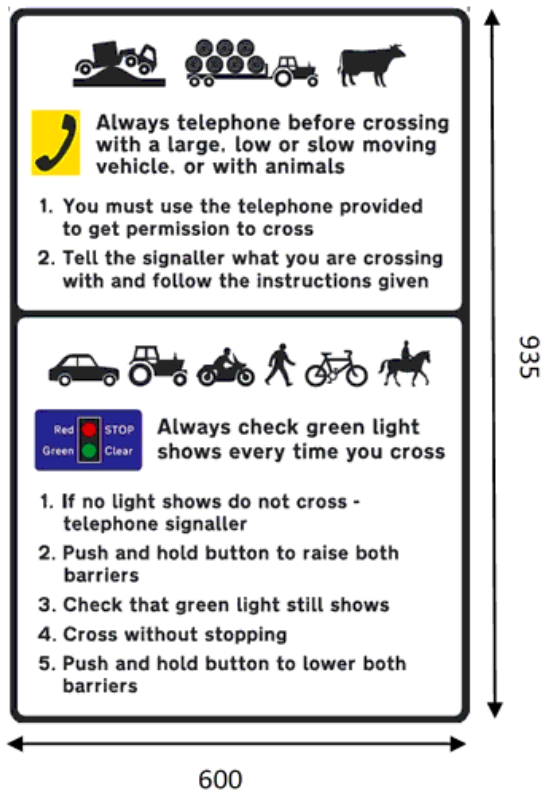 Always telephone before crossing
with a large, low or slow moving
vehicle, or with animals
1. You must use the telephone provided
to get permission to cross
2. Tell the signaller what you are crossing
with and follow the instructions given
Red STOP
Green Clear
Always check green light
shows every time you cross
1. If no light shows do not cross -
telephone signaller
2. Push and hold button to raise both
barriers
3. Check that green light still shows
4. Cross without stopping
5. Push and hold button to lower both
barriers
935
600